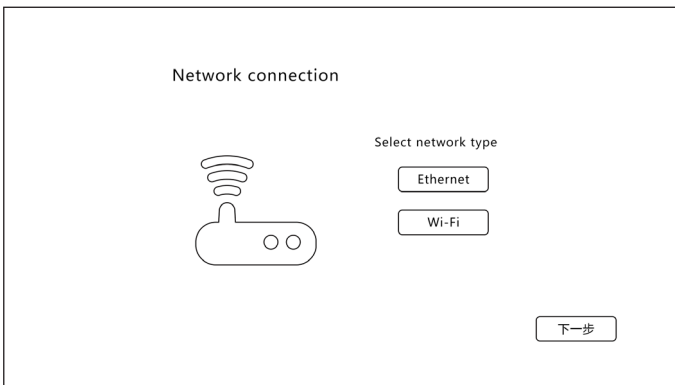 Network connection
Select network type
Ethernet
Wi-Fi
下一步